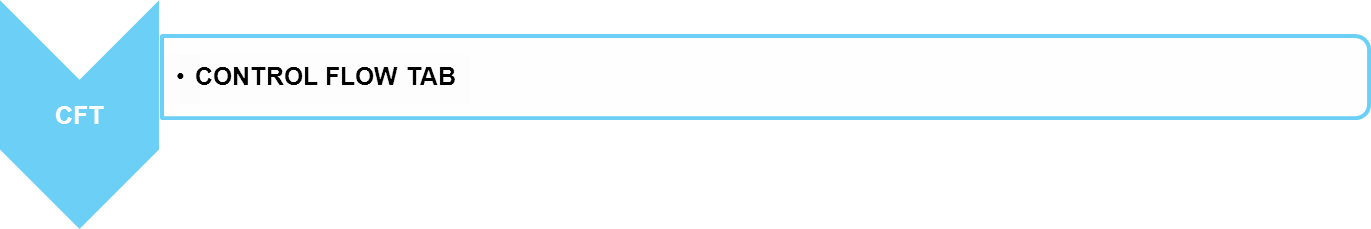 • CONTROL FLOW TAB
CFT